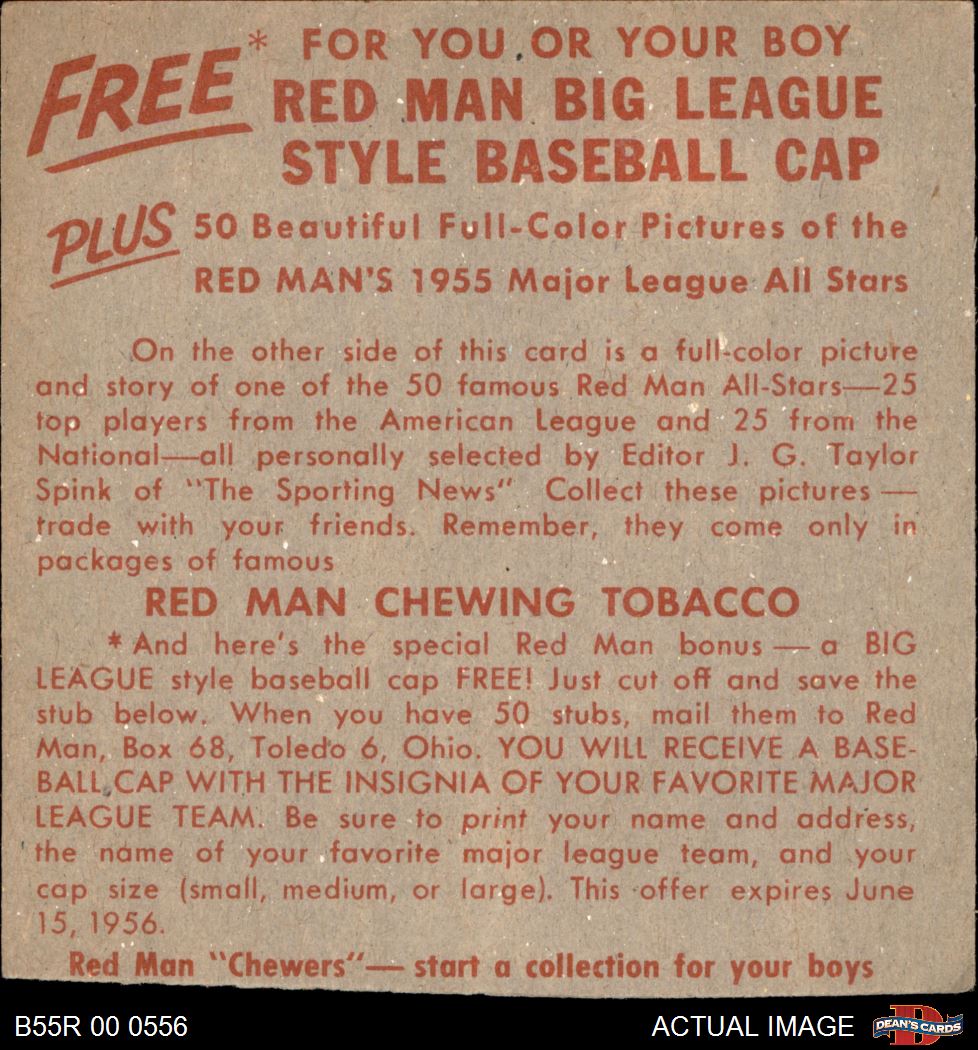 FREE* FOR YOU OR YOUR BOY
RED MAN BIG LEAGUE
STYLE BASEBALL CAP
PLUS 50 Beautiful Full-Color Pictures of the
RED MAN'S 1955 Major League All Stars
On the other side of this card is a full-color picture
and story of one of the 50 famous Red Man All-Stars—25
top players from the American League and 25 from the
National—all personally selected by Editor J. G. Taylor
Spink of "The Sporting News" Collect these pictures —
trade with your friends. Remember, they come only in
packages of famous
RED MAN CHEWING TOBACCO
* And here's the special Red Man bonus — a BIG
LEAGUE style baseball cap FREE! Just cut off and save the
stub below. When you have 50 stubs, mail them to Red
Man, Box 68, Toledo 6, Ohio. YOU WILL RECEIVE A BASE-
BALL CAP WITH THE INSIGNIA OF YOUR FAVORITE MAJOR
LEAGUE TEAM. Be sure to print your name and address,
the name of your favorite major league team, and your
cap size (small, medium, or large). This offer expires June
15, 1956.
Red Man "Chewers"— start a collection for your boys
B55R 00 0556 ACTUAL IMAGE DEAN'S CARDS